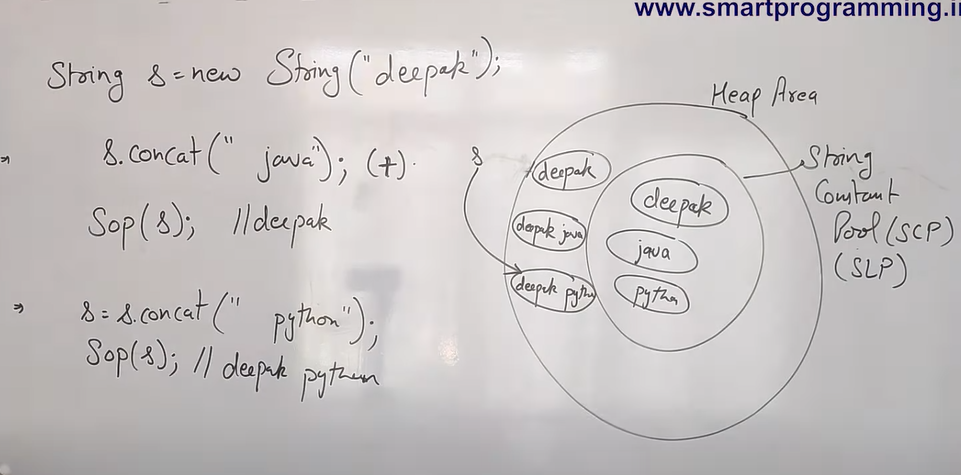 www.smartprogramming.i
String s = new String("deepak");
s.concat(" java"); (+).
Sop(s); //deepak
s = s.concat(" python");
Sop(s); // deepak python
Heap Area
s
deepak
deepak java
deepak pytho
deepak
java
python
String
Constant
Pool (SCP)
(SLP)